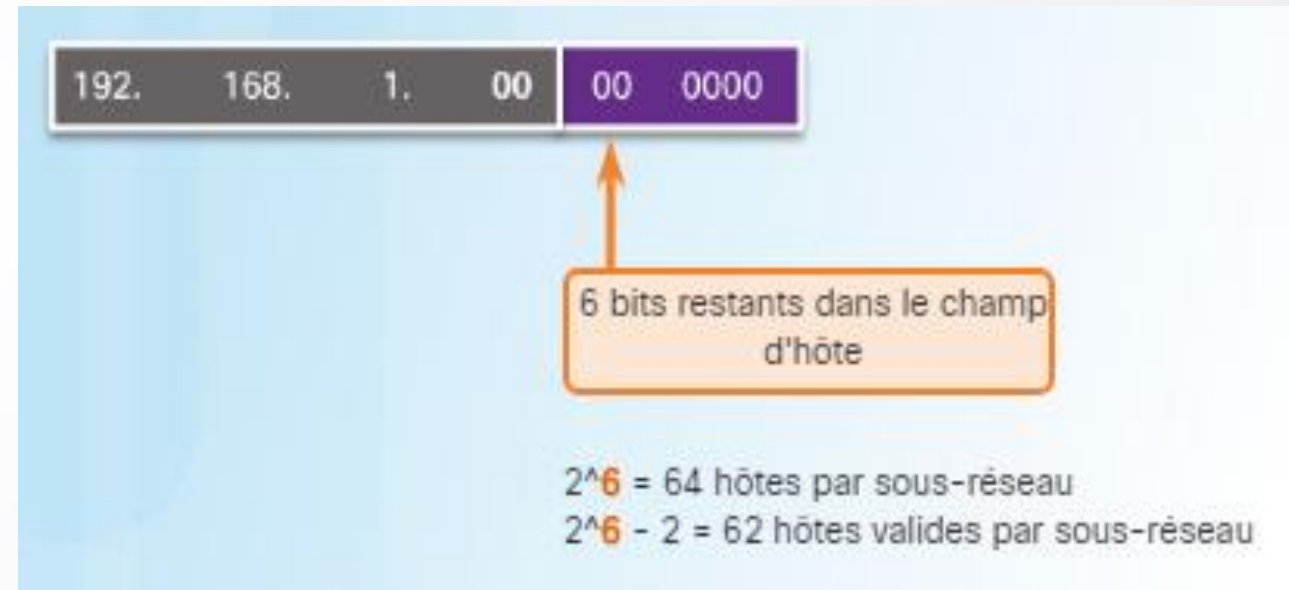 192. 168. 1. 00 00 0000
6 bits restants dans le champ
d'hôte
2^6 = 64 hôtes par sous-réseau
2^6 - 2 = 62 hôtes valides par sous-réseau